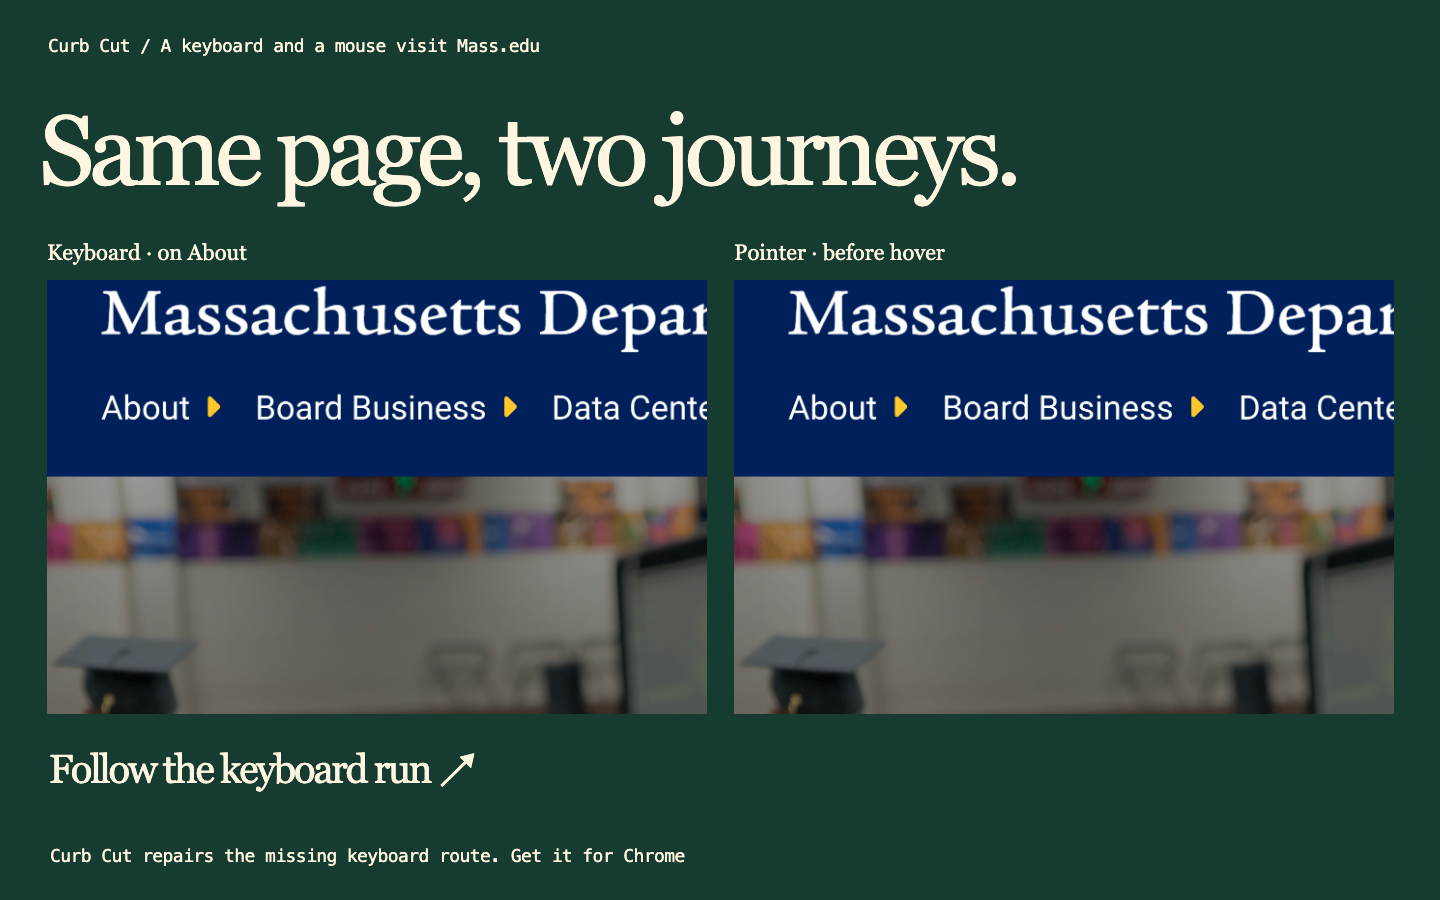 Curb Cut / A keyboard and a mouse visit Mass.edu
Same page, two journeys.
Keyboard · on About
Massachusetts Depar
About Board Business Data Cente
Pointer · before hover
Massachusetts Depar
About Board Business Data Cente
Follow the keyboard run ↗
Curb Cut repairs the missing keyboard route. Get it for Chrome